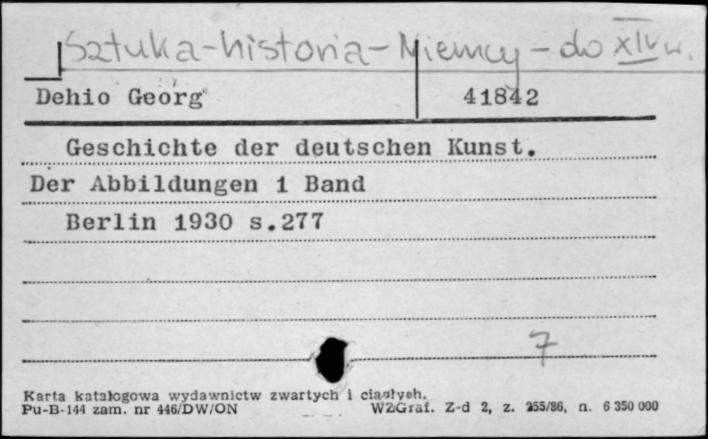 Sztuka-historia-Niemcy-do XIV w.
Dehio Georg 41842
Geschichte der deutschen Kunst.
Der Abbildungen 1 Band
Berlin 1930 s.277
7
Karta katalogowa wydawnictw zwartych i ciągłych.
Pu-B-144 zam. nr 446/DW/ON WZGraf. Z-d 2, z. 255/86, n. 6 350 000